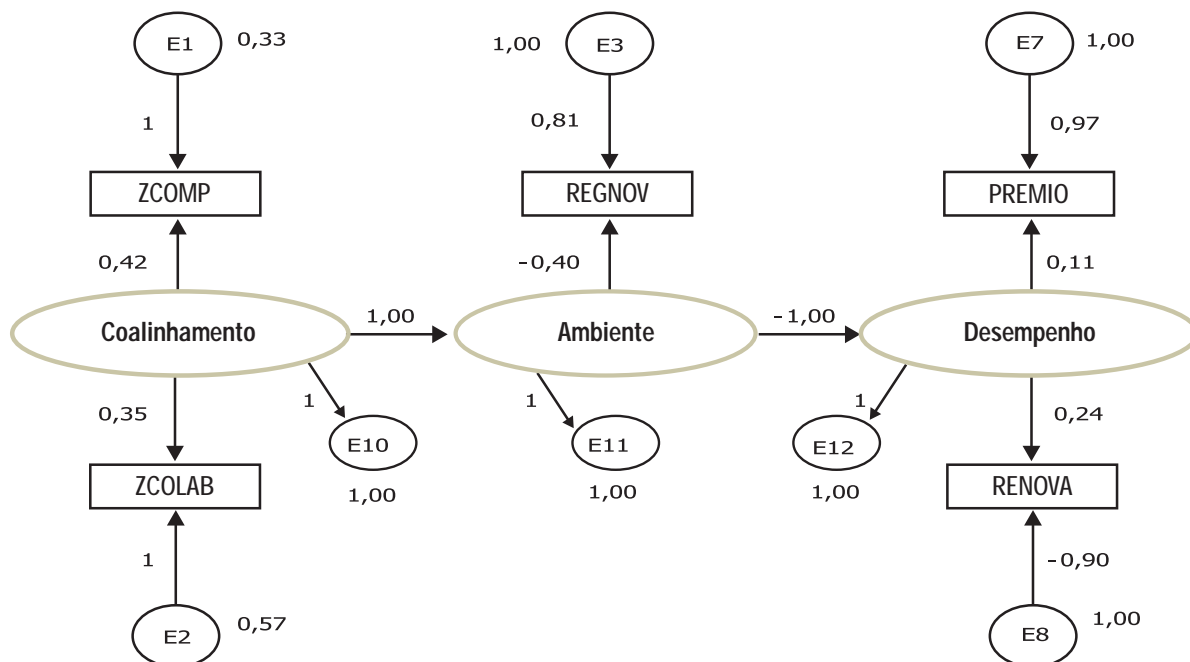 E1
0,33
1,00
E3
E7
1,00
1
0,81
0,97
ZCOMP
REGNOV
PREMIO
0,42
-0,40
0,11
Coalinhamento
1,00
Ambiente
-1,00
Desempenho
0,35
1
1
1
0,24
E10
E11
E12
ZCOLAB
1,00
1,00
1,00
RENOVA
1
-0,90
E2
0,57
E8
1,00